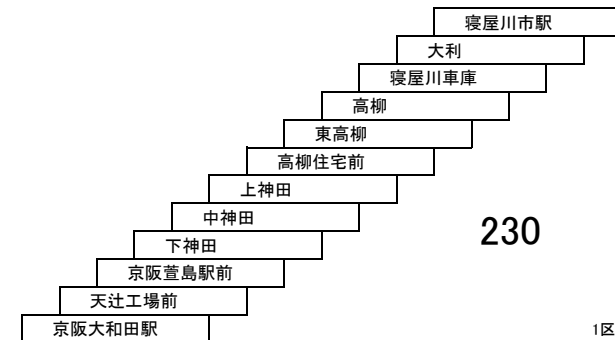 寝屋川市駅
大利
寝屋川車庫
高柳
東高柳
高柳住宅前
上神田
中神田
下神田
230
京阪萱島駅前
天辻工場前
京阪大和田駅
1区